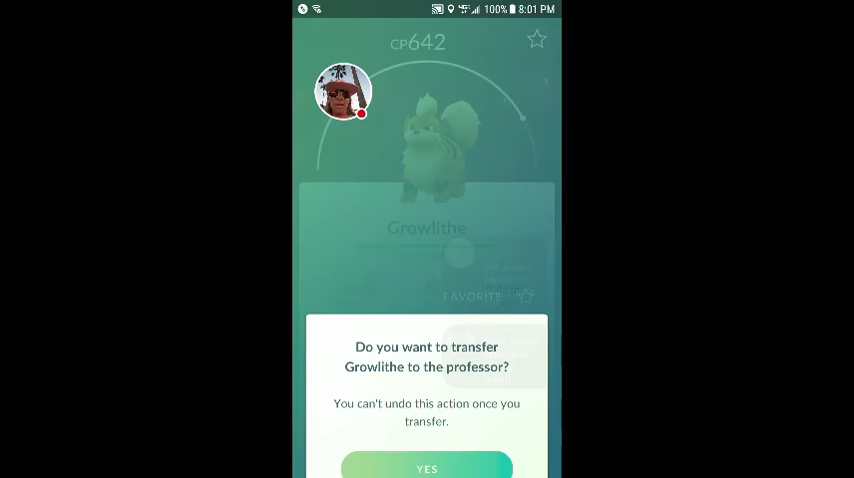 100% 8:01 PM
CP642
Growlithe
FAVORITE
Do you want to transfer
Growlithe to the professor?
You can't undo this action once you
transfer.
YES